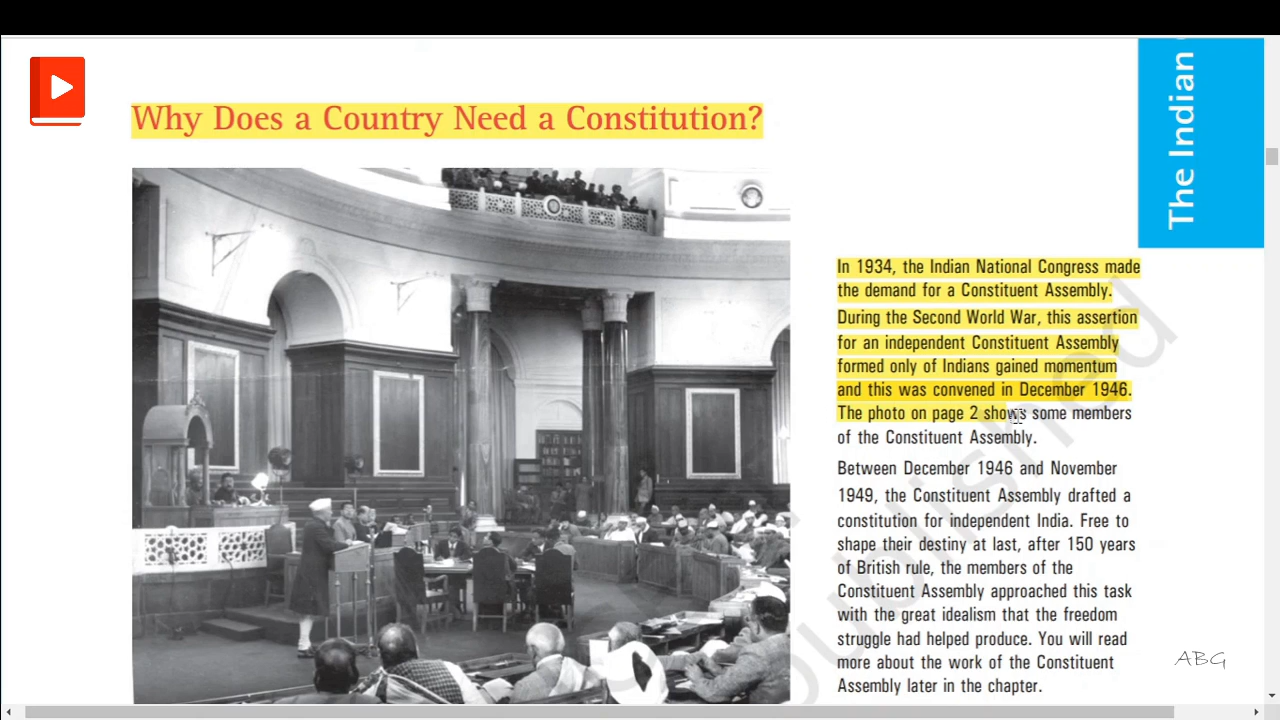 Why Does a Country Need a Constitution?
The Indian
In 1934, the Indian National Congress made
the demand for a Constituent Assembly.
During the Second World War, this assertion
for an independent Constituent Assembly
formed only of Indians gained momentum
and this was convened in December 1946.
The photo on page 2 shows some members
of the Constituent Assembly.
Between December 1946 and November
1949, the Constituent Assembly drafted a
constitution for independent India. Free to
shape their destiny at last, after 150 years
of British rule, the members of the
Constituent Assembly approached this task
with the great idealism that the freedom
struggle had helped produce. You will read
more about the work of the Constituent
Assembly later in the chapter.
ABG